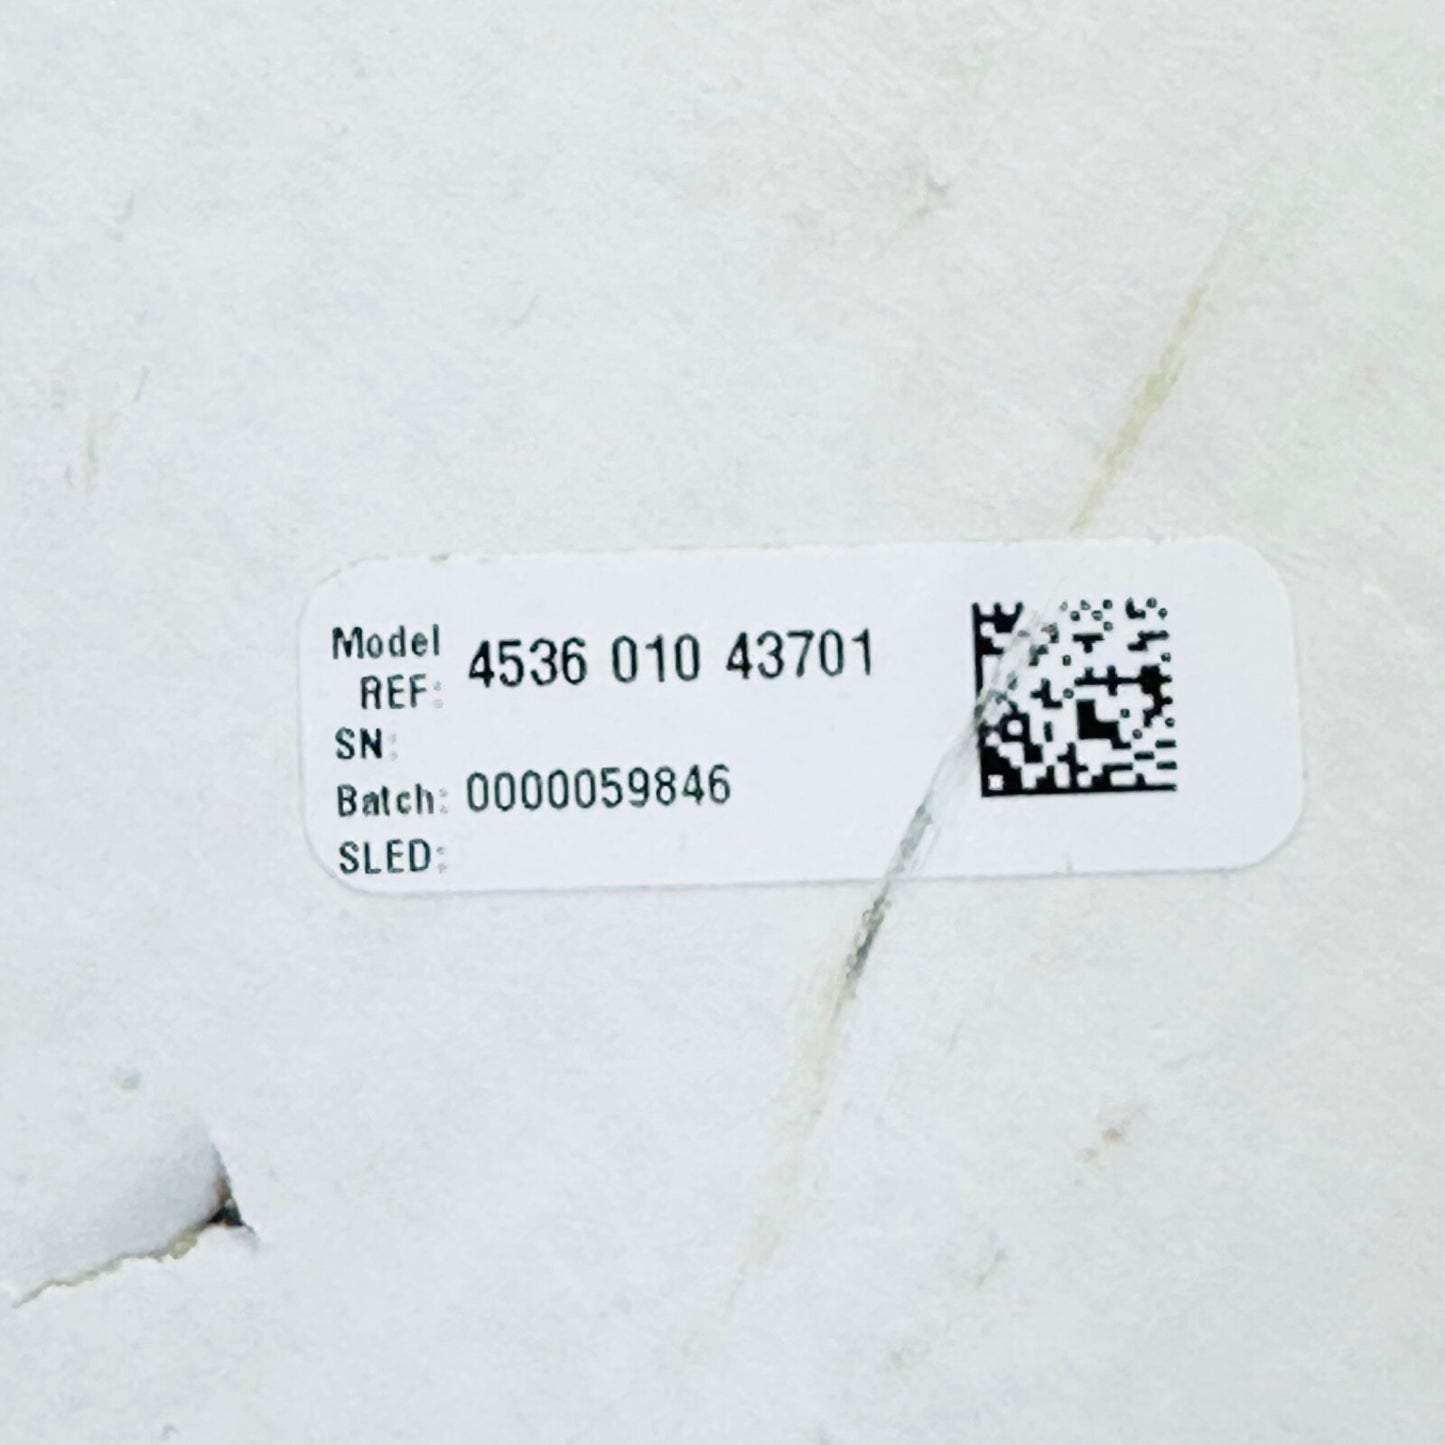 Model REF: 4536 010 43701
SN:
Batch: 0000059846
SLED: